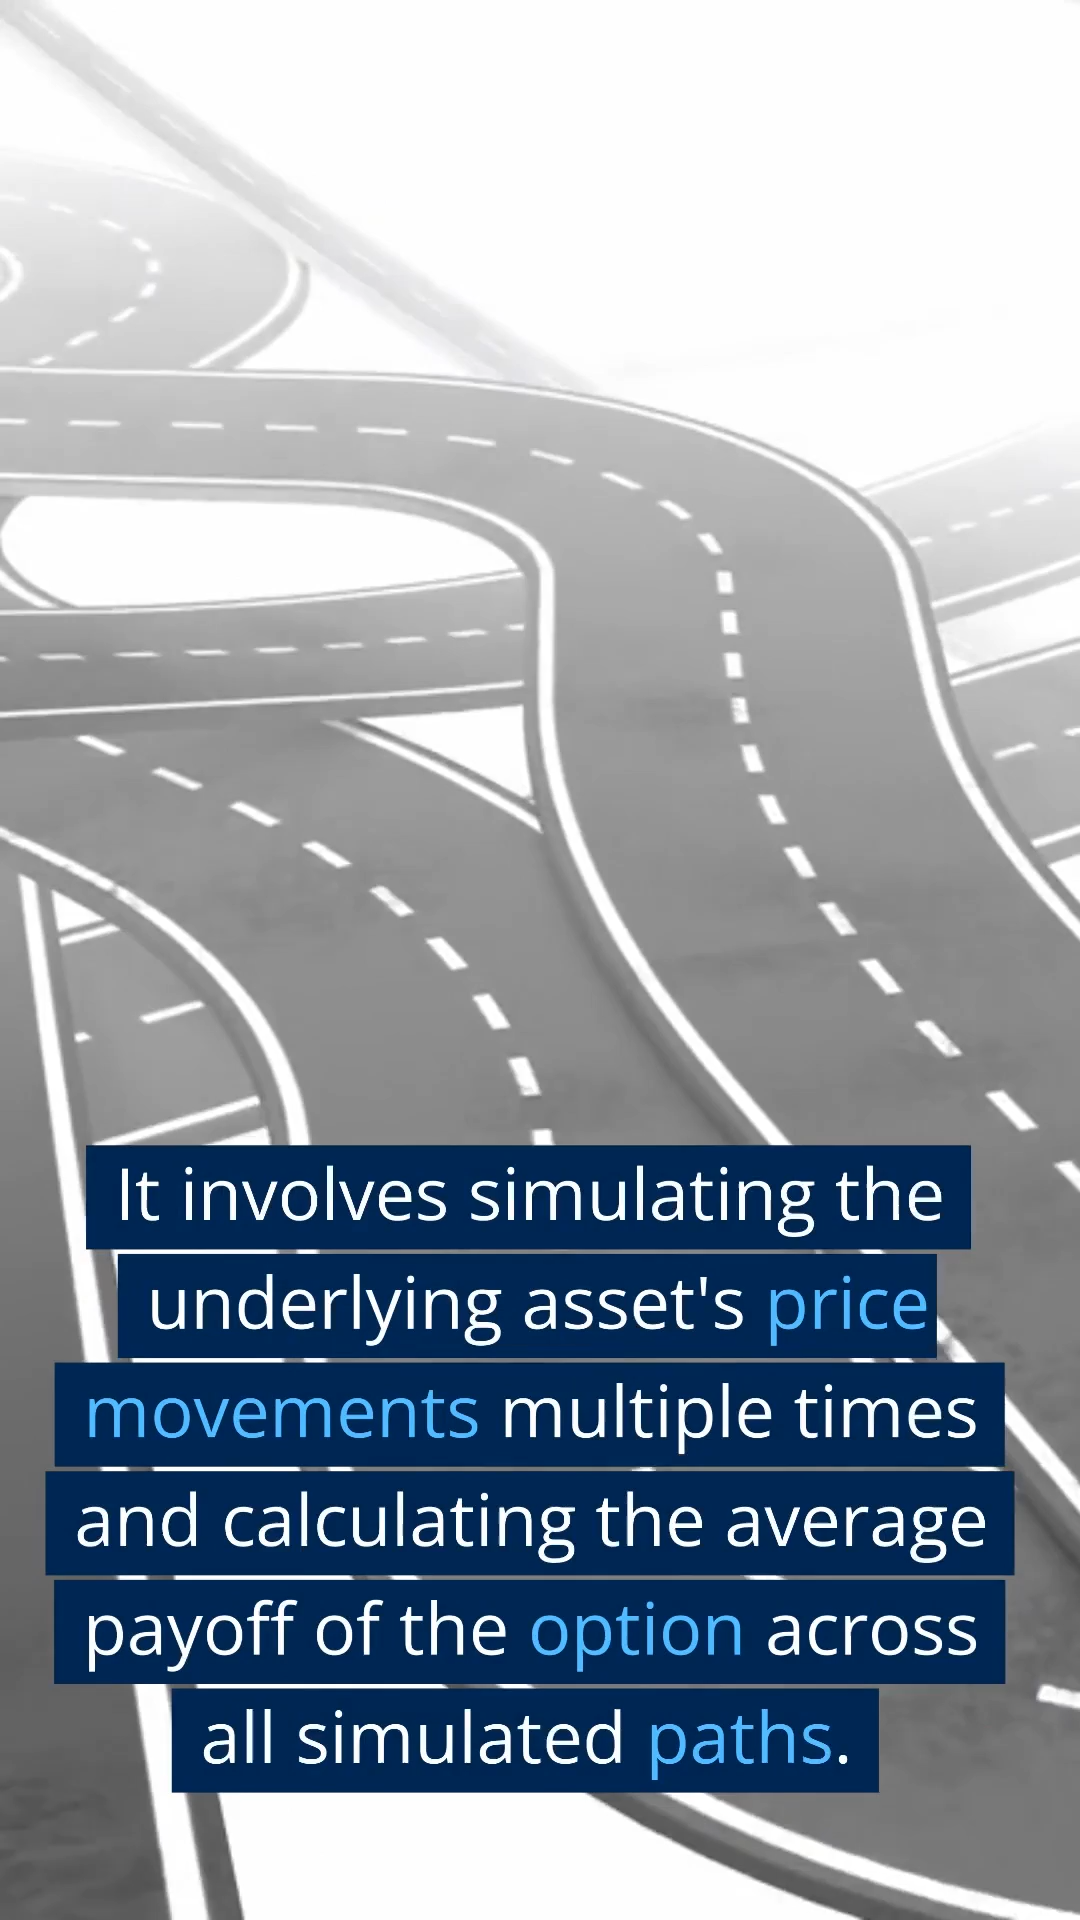 It involves simulating the
underlying asset's price
movements multiple times
and calculating the average
payoff of the option across
all simulated paths.